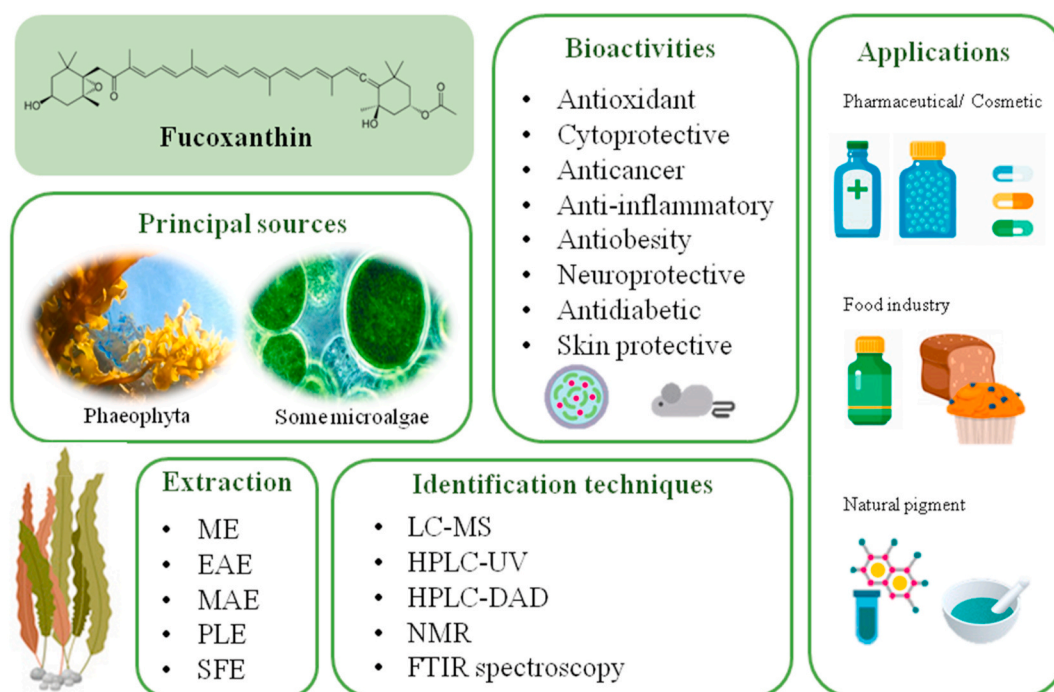 HO
O
O
HO
O
O
Fucoxanthin
Principal sources
Phaeophyta
Some microalgae
Bioactivities
• Antioxidant
• Cytoprotective
• Anticancer
• Anti-inflammatory
• Antiobesity
• Neuroprotective
• Antidiabetic
• Skin protective
Extraction
• ME
• EAE
• MAE
• PLE
• SFE
Identification techniques
• LC-MS
• HPLC-UV
• HPLC-DAD
• NMR
• FTIR spectroscopy
Applications
Pharmaceutical/ Cosmetic
Food industry
Natural pigment